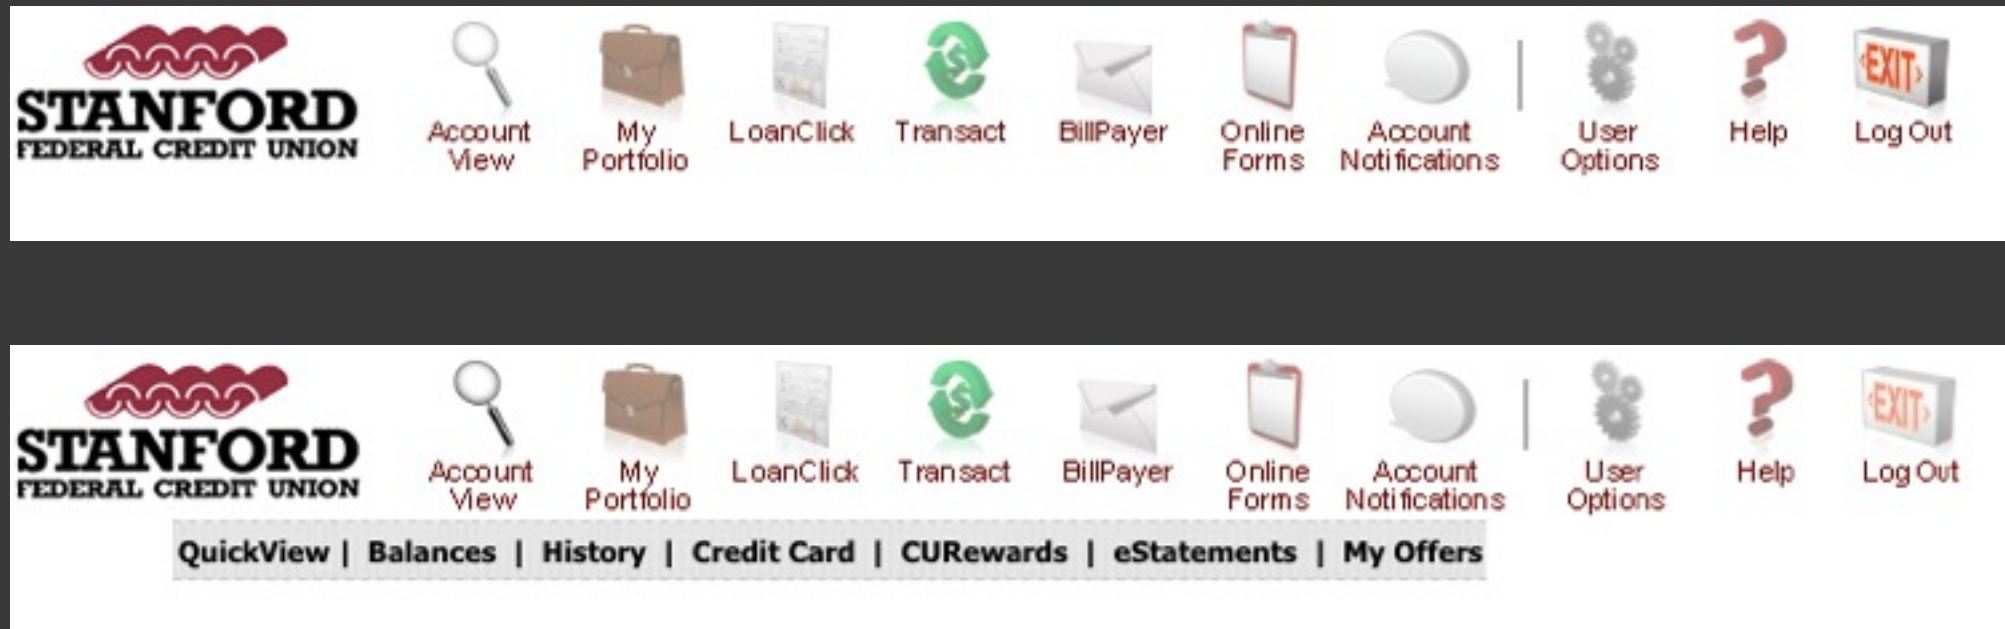 STANFORD
FEDERAL CREDIT UNION
Account View
My Portfolio
LoanClick
Transact
BillPayer
Online Forms
Account Notifications
User Options
Help
EXIT
Log Out
STANFORD
FEDERAL CREDIT UNION
Account View
My Portfolio
LoanClick
Transact
BillPayer
Online Forms
Account Notifications
User Options
Help
EXIT
Log Out
QuickView | Balances | History | Credit Card | CURewards | eStatements | My Offers